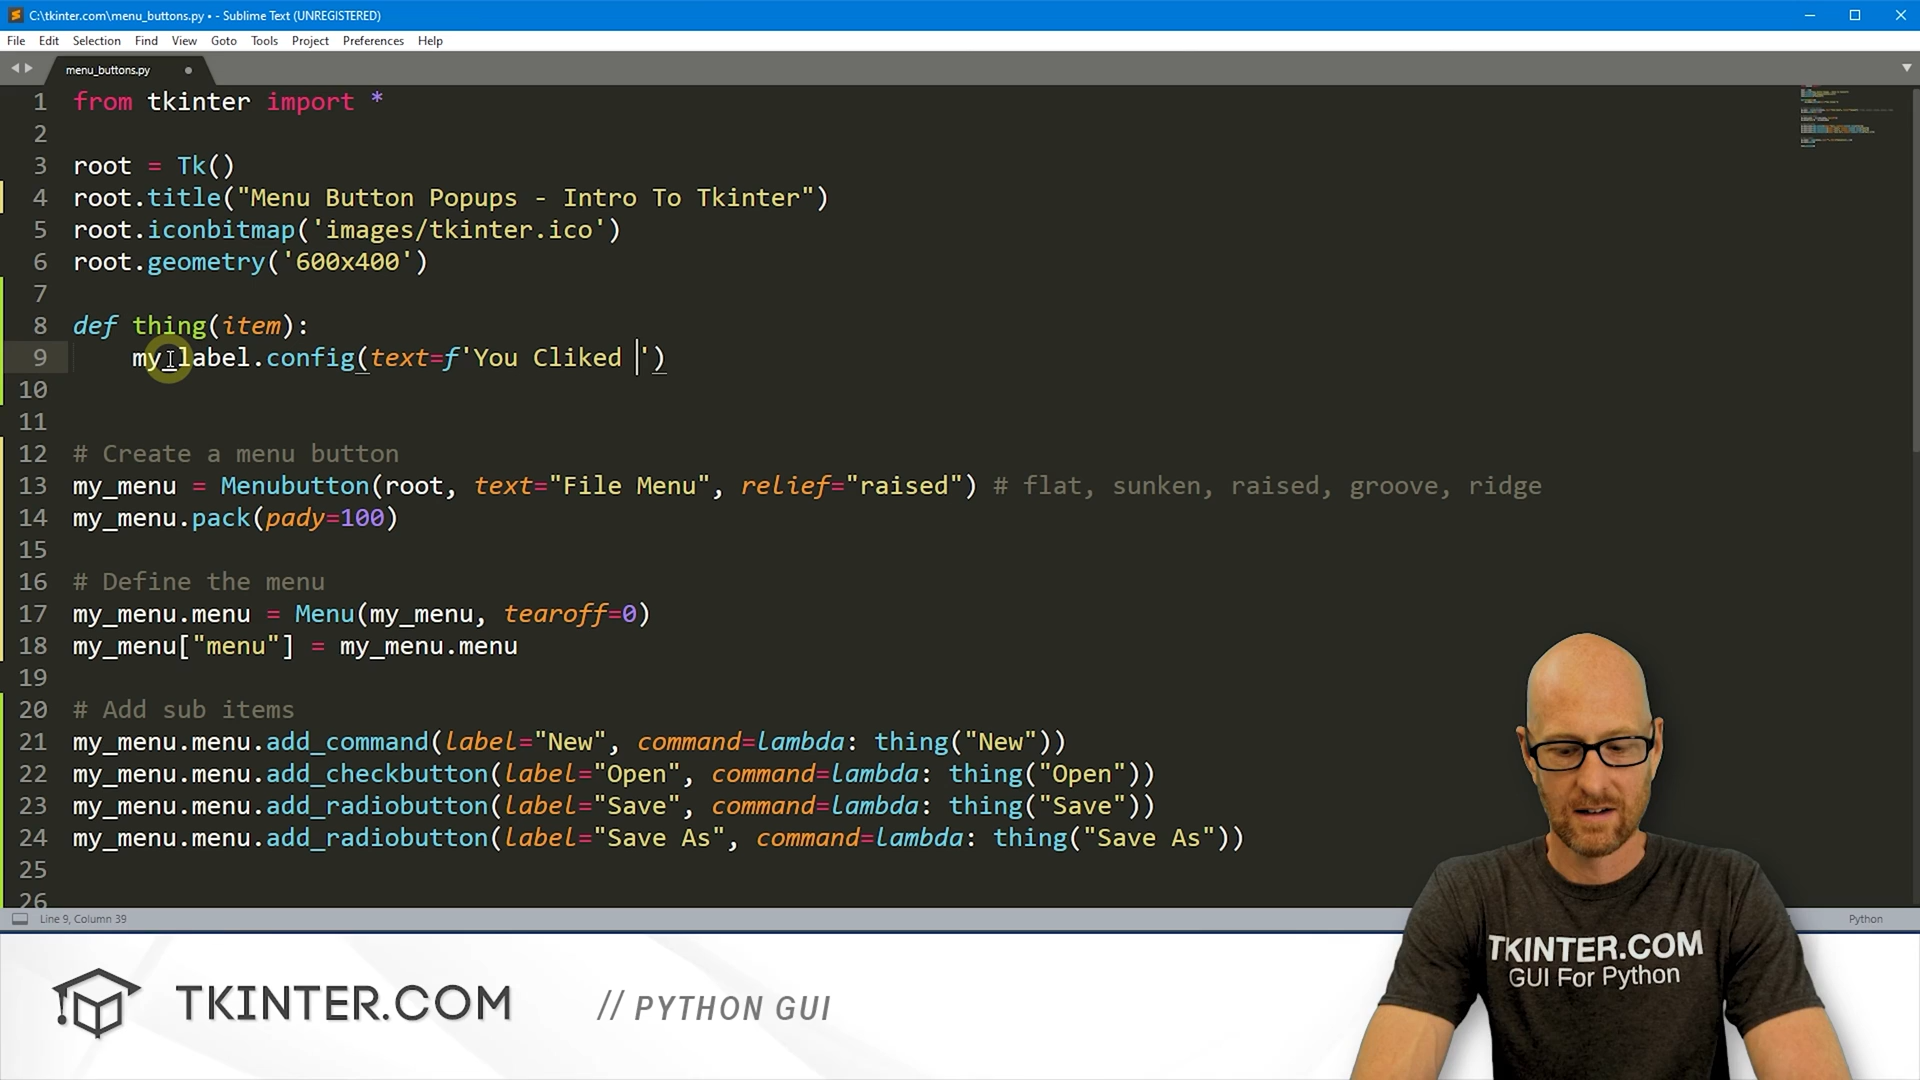 C:\tkinter.com\menu_buttons.py • - Sublime Text (UNREGISTERED)
File Edit Selection Find View Goto Tools Project Preferences Help
menu_buttons.py
1 from tkinter import *
2
3 root = Tk()
4 root.title("Menu Button Popups - Intro To Tkinter")
5 root.iconbitmap('images/tkinter.ico')
6 root.geometry('600x400')
7
8 def thing(item):
9 my_label.config(text=f'You Cliked ')
10
11
12 # Create a menu button
13 my_menu = Menubutton(root, text="File Menu", relief="raised") # flat, sunken, raised, groove, ridge
14 my_menu.pack(pady=100)
15
16 # Define the menu
17 my_menu.menu = Menu(my_menu, tearoff=0)
18 my_menu["menu"] = my_menu.menu
19
20 # Add sub items
21 my_menu.menu.add_command(label="New", command=lambda: thing("New"))
22 my_menu.menu.add_checkbutton(label="Open", command=lambda: thing("Open"))
23 my_menu.menu.add_radiobutton(label="Save", command=lambda: thing("Save"))
24 my_menu.menu.add_radiobutton(label="Save As", command=lambda: thing("Save As"))
25
26
Line 9, Column 39
Python
TKINTER.COM // PYTHON GUI
TKINTER.COM
GUI For Python